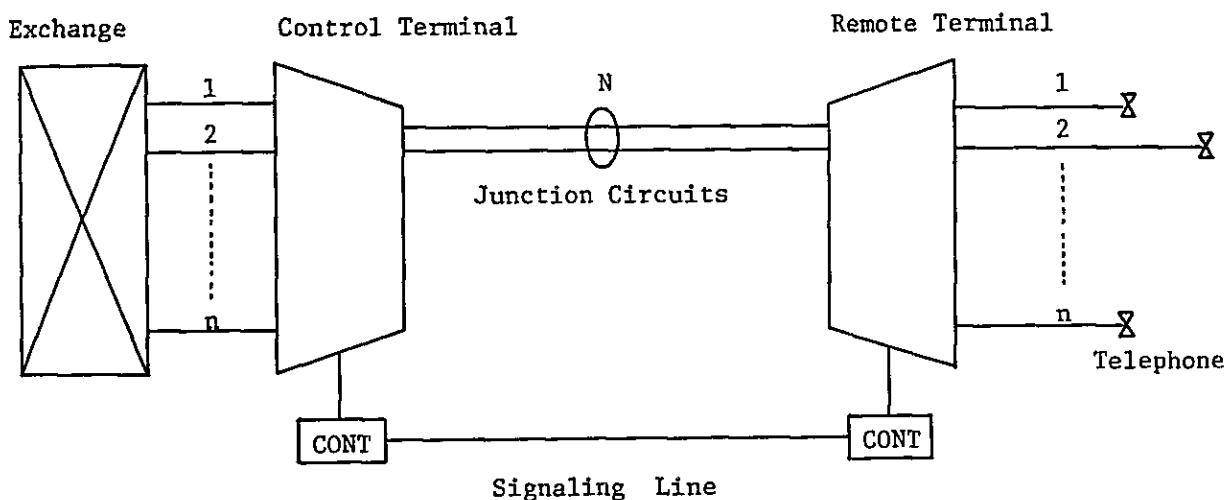 Exchange
Control Terminal
Remote Terminal
1
2
n
N
Junction Circuits
1
2
n
Telephone
CONT
CONT
Signaling Line